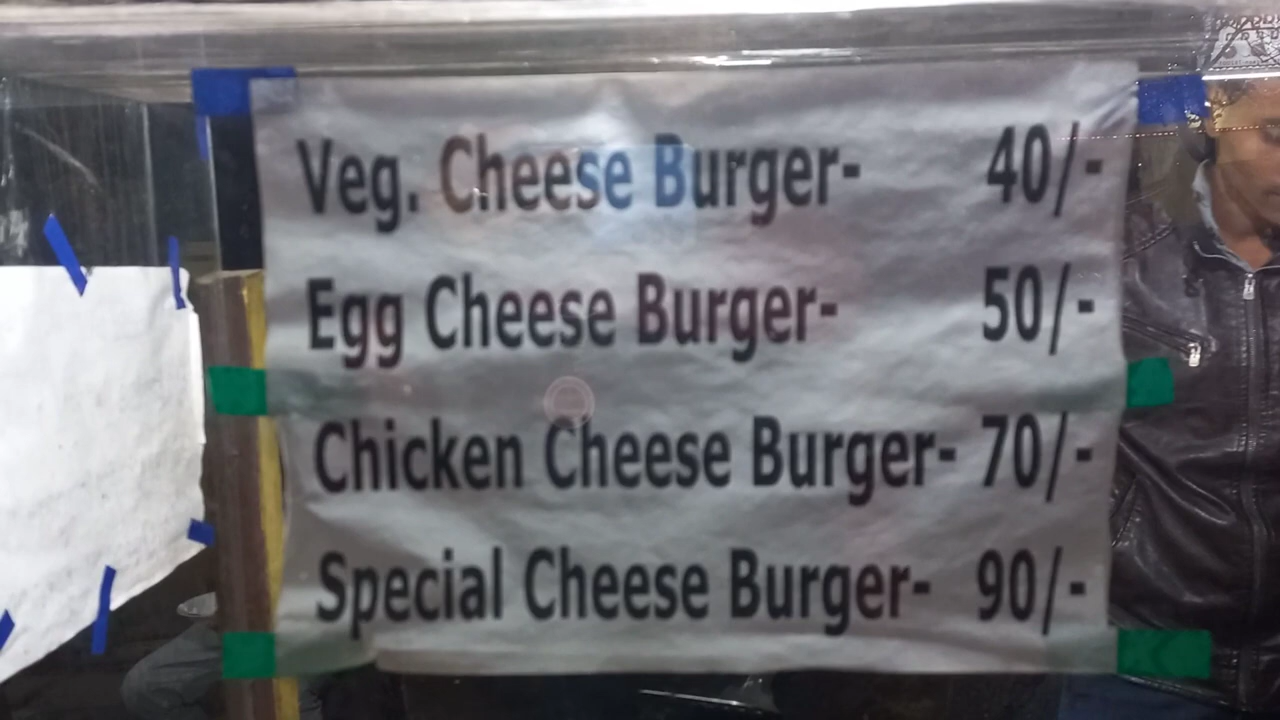 Veg. Cheese Burger- 40/-
Egg Cheese Burger- 50/-
Chicken Cheese Burger- 70/-
Special Cheese Burger- 90/-